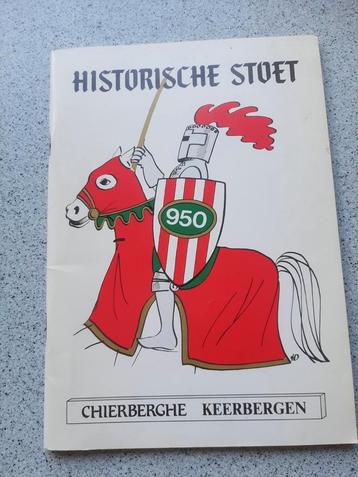 HISTORISCHE STOET
950
CHIERBERGHE KEERBERGEN